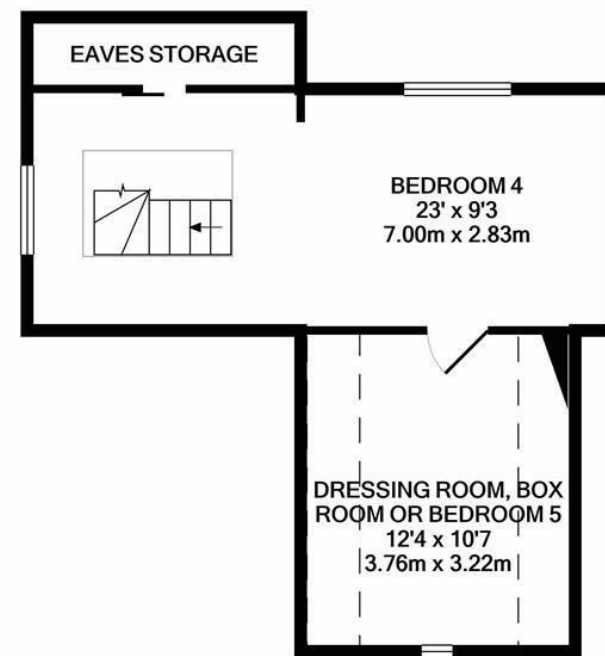 EAVES STORAGE
BEDROOM 4
23' x 9'3
7.00m x 2.83m
DRESSING ROOM, BOX
ROOM OR BEDROOM 5
12'4 x 10'7
3.76m x 3.22m